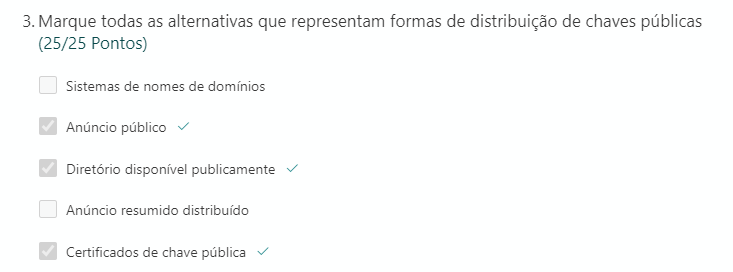 3. Marque todas as alternativas que representam formas de distribuição de chaves públicas
(25/25 Pontos)
Sistemas de nomes de domínios
Anúncio público
Diretório disponível publicamente
Anúncio resumido distribuído
Certificados de chave pública